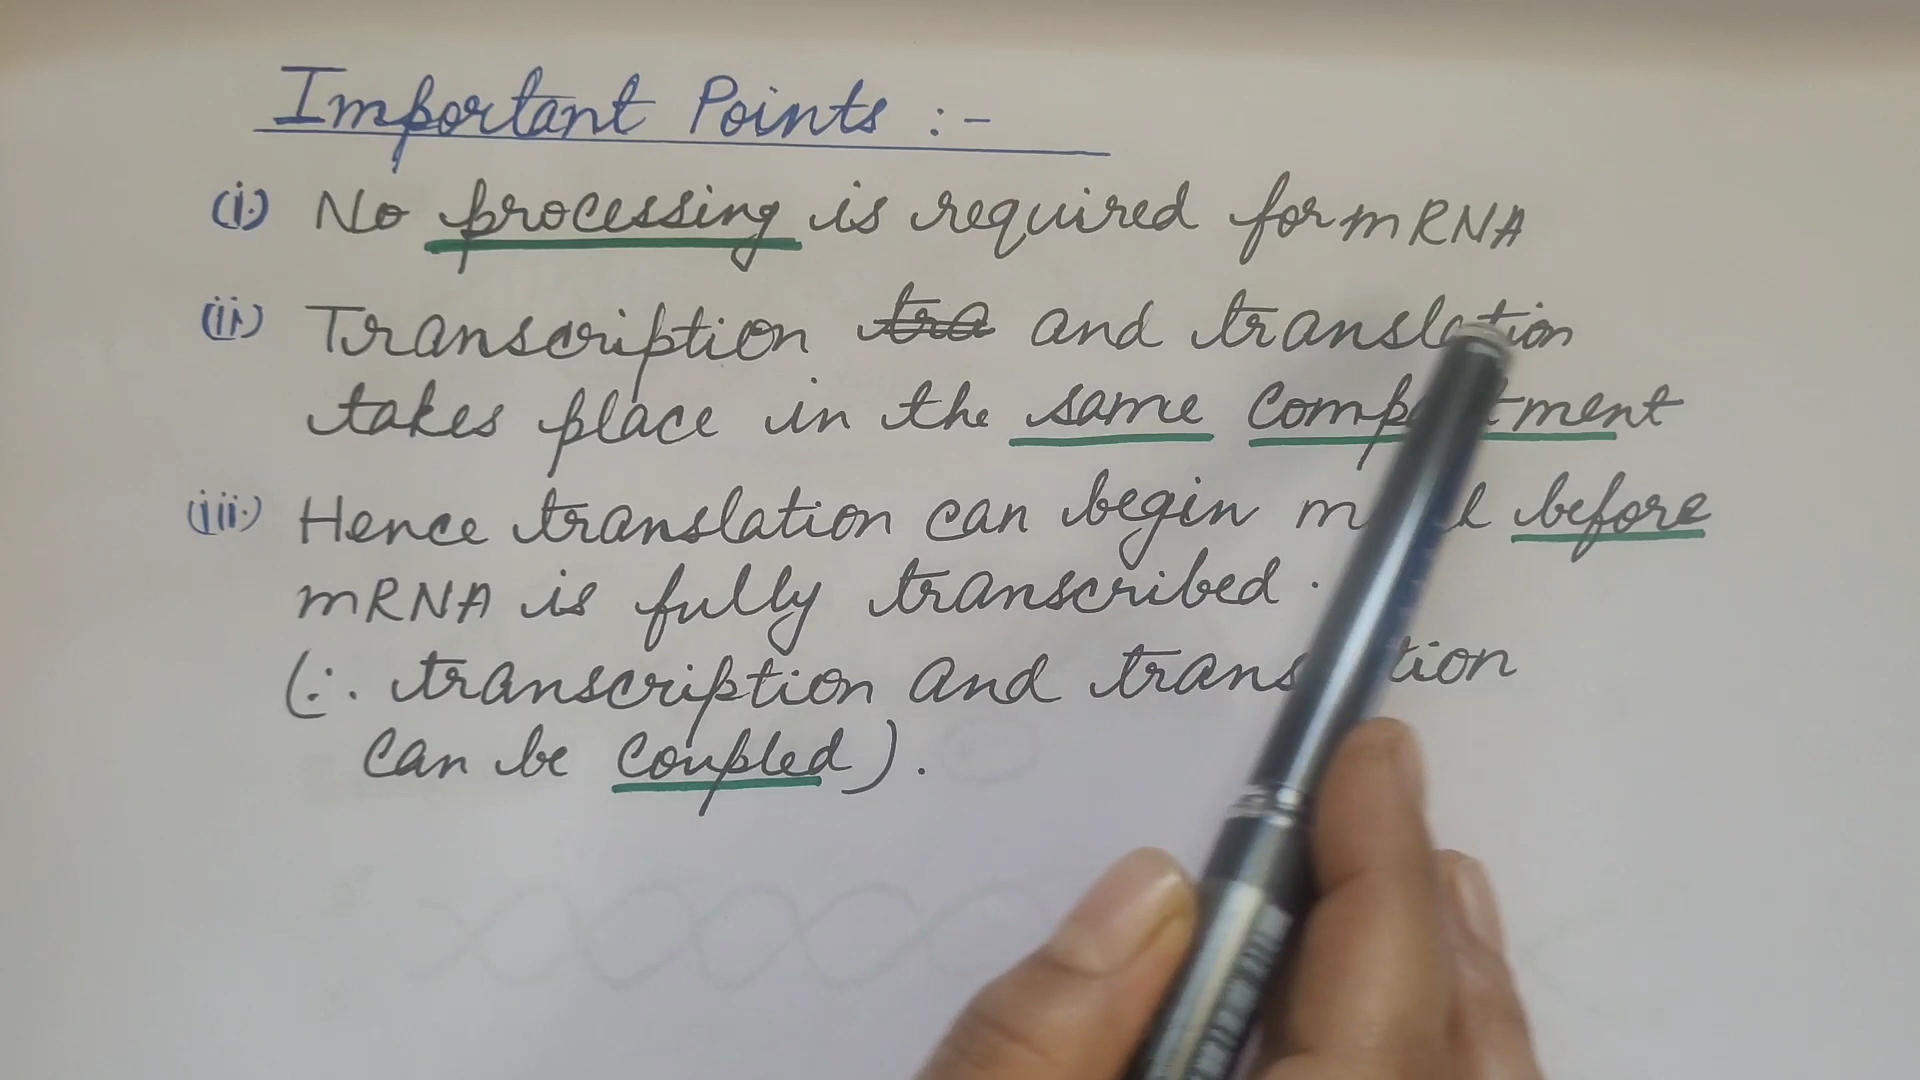 Important Points :-
(i.) No processing is required for mRNA
(ii) Transcription tra and translation
takes place in the same compartment
(iii.) Hence translation can begin before
mRNA is fully transcribed.
(∴ transcription and translation
can be coupled).